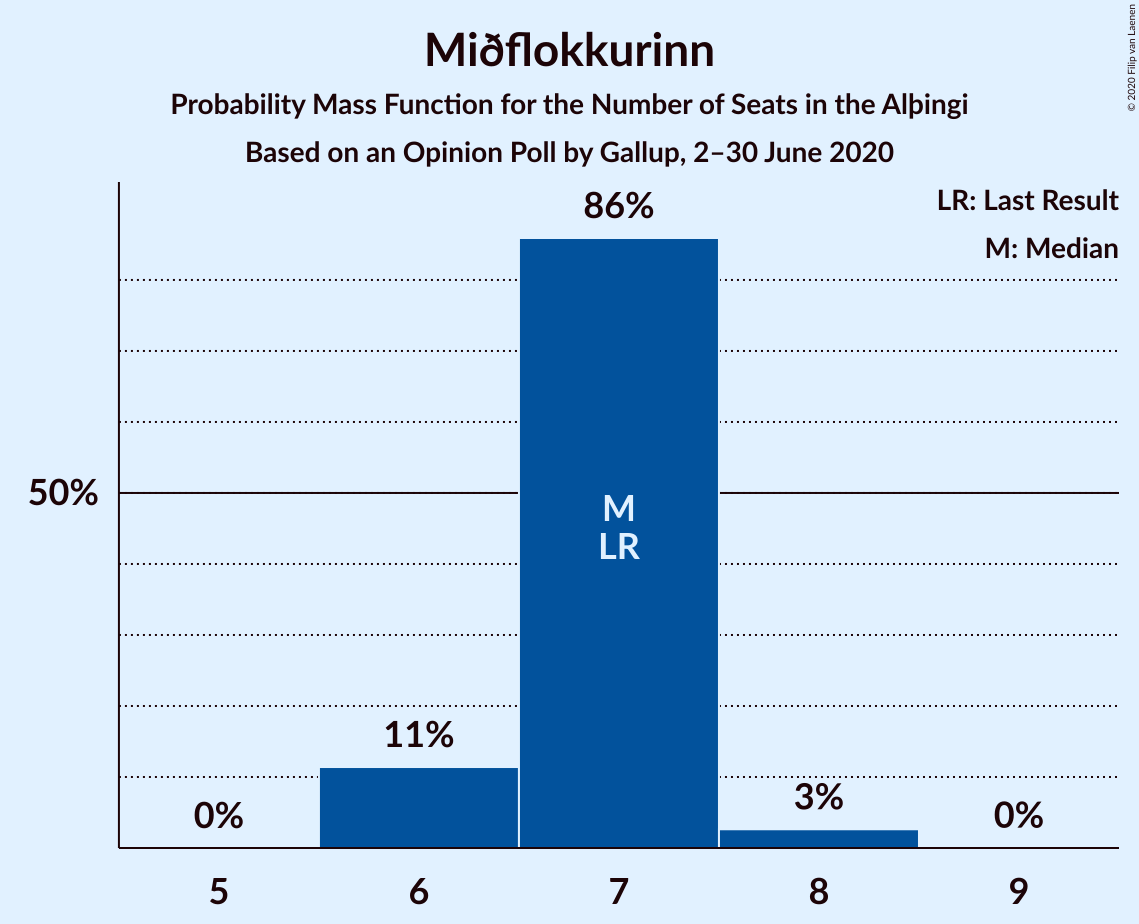 Miðflokkurinn
Probability Mass Function for the Number of Seats in the Alþingi
Based on an Opinion Poll by Gallup, 2–30 June 2020
© 2020 Filip van Laenen
LR: Last Result
M: Median
86%
50%
M
LR
11%
3%
0%
0%
5 6 7 8 9